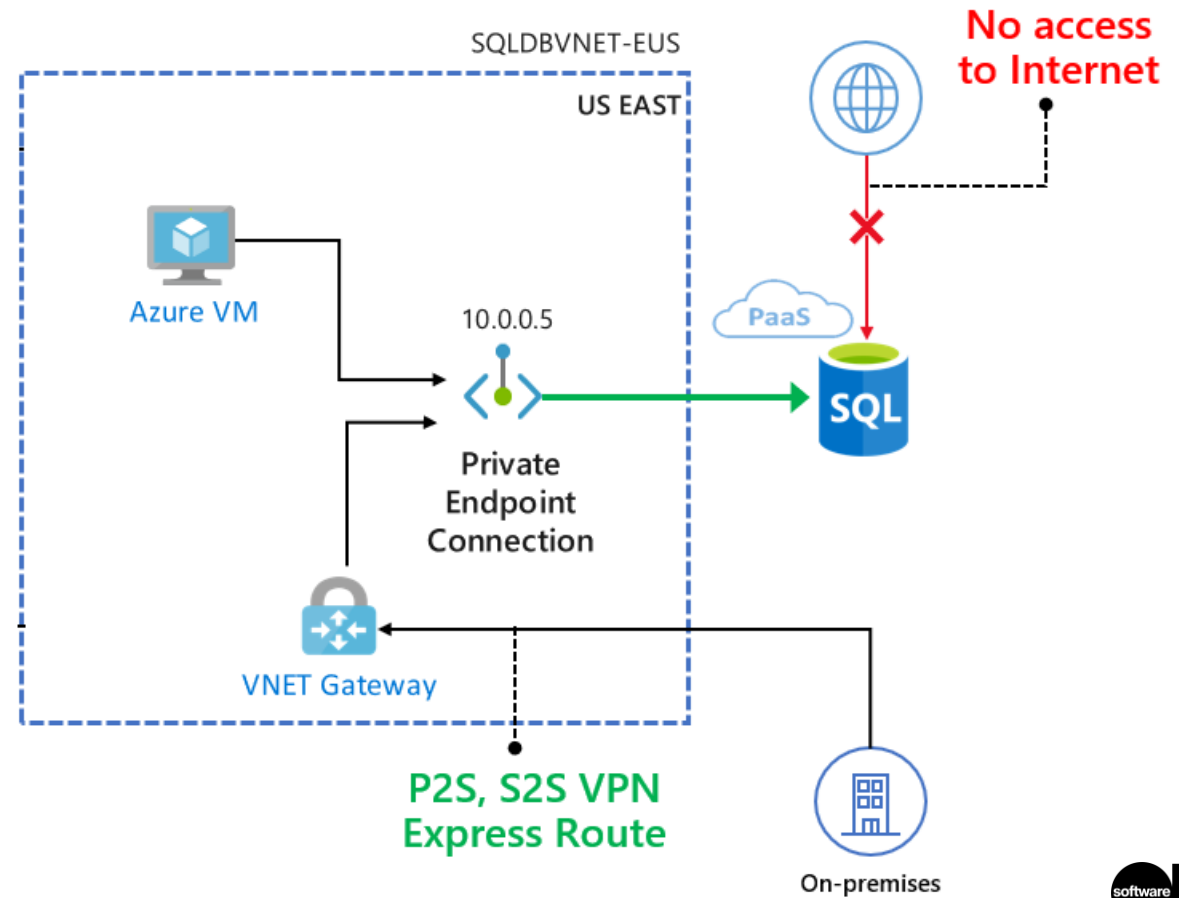 No access
to Internet
SQLDBVNET-EUS
US EAST
Azure VM
10.0.0.5
PaaS
SQL
Private
Endpoint
Connection
VNET Gateway
P2S, S2S VPN
Express Route
On-premises
software